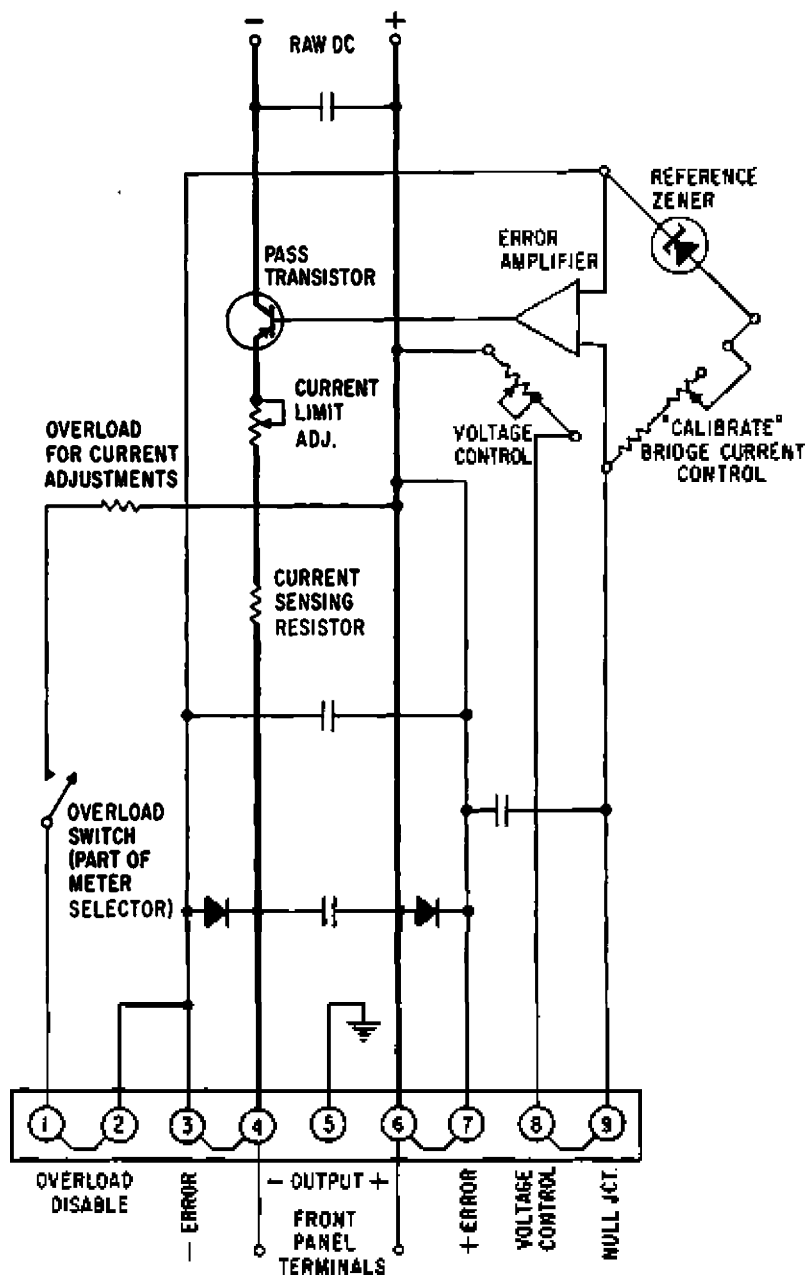 − +
RAW DC
REFERENCE
ZENER
ERROR
AMPLIFIER
PASS
TRANSISTOR
CURRENT
LIMIT
ADJ.
VOLTAGE
CONTROL
"CALIBRATE"
BRIDGE CURRENT
CONTROL
OVERLOAD
FOR CURRENT
ADJUSTMENTS
CURRENT
SENSING
RESISTOR
OVERLOAD
SWITCH
(PART OF
METER
SELECTOR)
1 2 3 4 5 6 7 8 9
OVERLOAD
DISABLE
− ERROR
− OUTPUT +
FRONT
PANEL
TERMINALS
+ ERROR
VOLTAGE
CONTROL
NULL JCT.